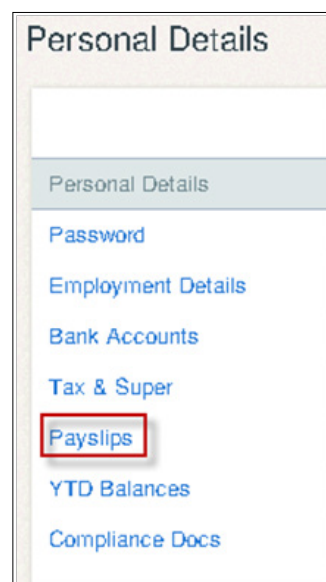 Personal Details
Personal Details
Password
Employment Details
Bank Accounts
Tax & Super
Payslips
YTD Balances
Compliance Docs